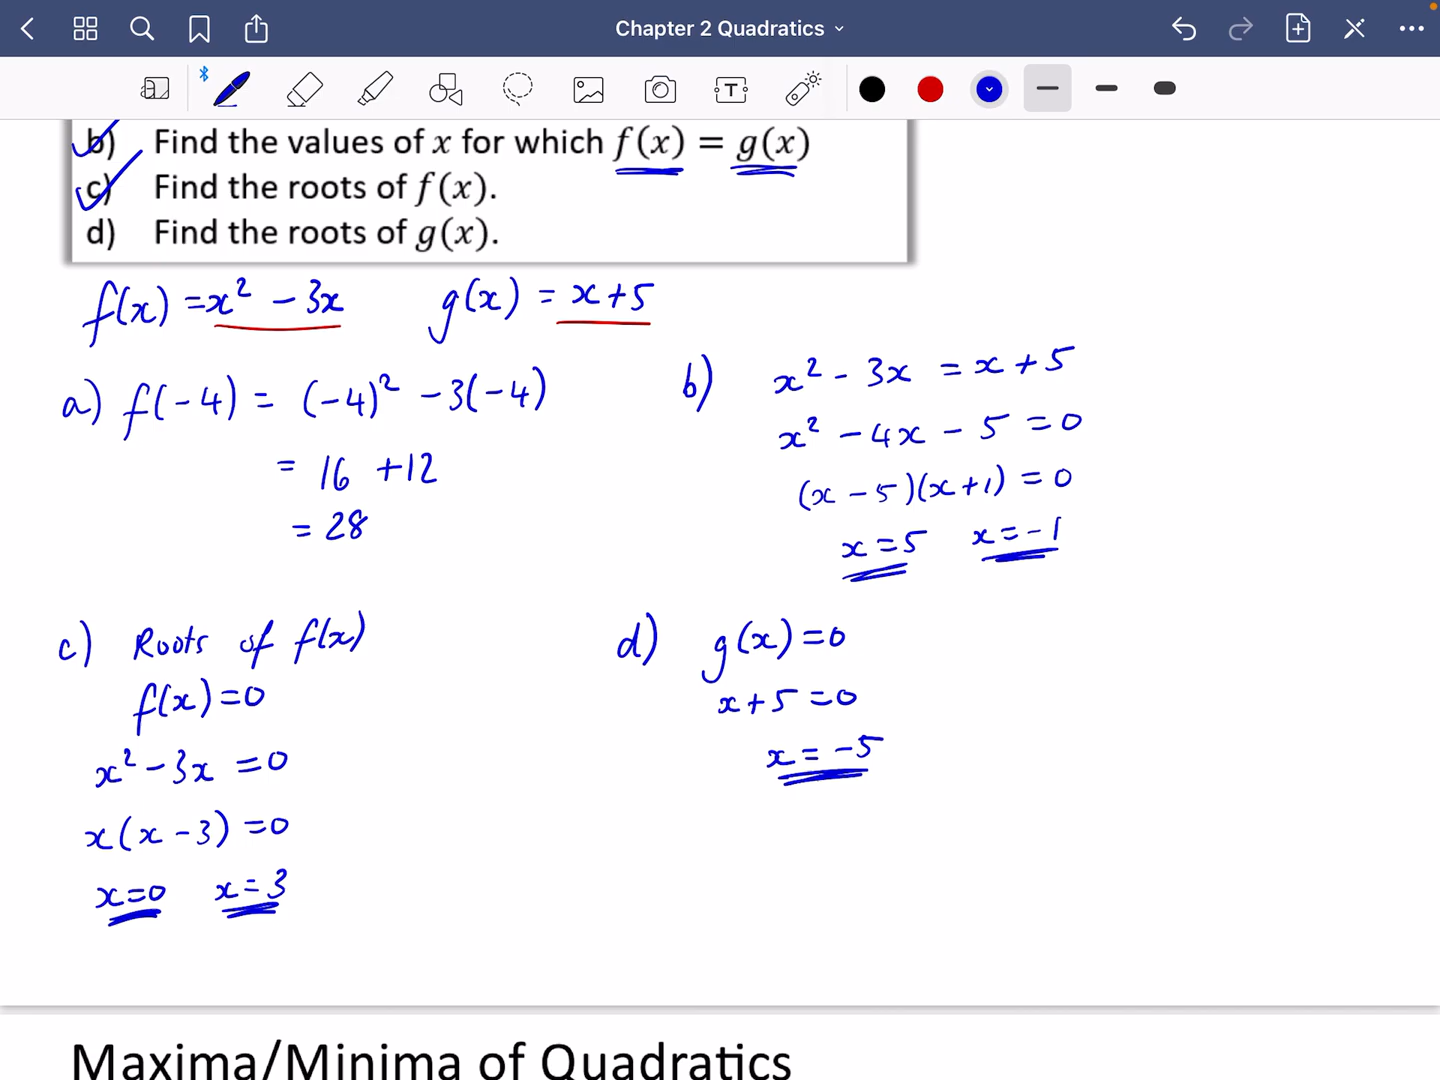 Chapter 2 Quadratics
b) Find the values of x for which f(x) = g(x)
c) Find the roots of f(x).
d) Find the roots of g(x).
f(x) = x² − 3x    g(x) = x + 5
a) f(−4) = (−4)² − 3(−4)
= 16 + 12
= 28
b) x² − 3x = x + 5
x² − 4x − 5 = 0
(x − 5)(x + 1) = 0
x = 5    x = −1
c) Roots of f(x)
f(x) = 0
x² − 3x = 0
x(x − 3) = 0
x = 0    x = 3
d) g(x) = 0
x + 5 = 0
x = −5
Maxima/Minima of Quadratics